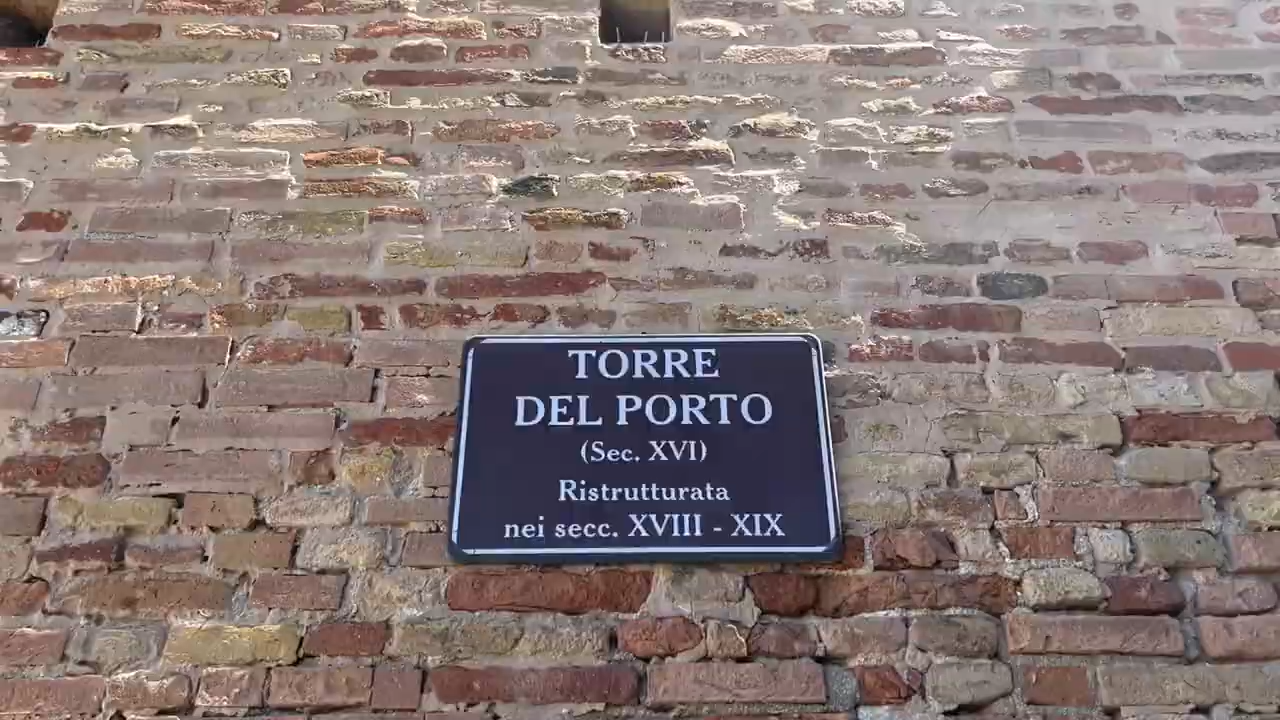 TORRE
DEL PORTO
(Sec. XVI)
Ristrutturata
nei secc. XVIII - XIX